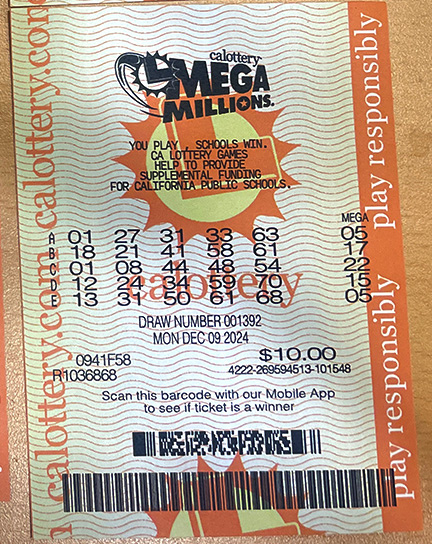 calottery
MEGA
MILLIONS.
YOU PLAY , SCHOOLS WIN.
CA LOTTERY GAMES
HELP TO PROVIDE
SUPPLEMENTAL FUNDING
FOR CALIFORNIA PUBLIC SCHOOLS.
MEGA
A 01 27 31 33 63 05
B 18 21 41 58 61 17
C 01 08 44 48 54 22
D 12 24 34 59 70 15
E 13 31 50 61 68 05
calottery
DRAW NUMBER 001392
MON DEC 09 2024
0941F58 $10.00
R1036868 4222-269594513-101548
Scan this barcode with our Mobile App
to see if ticket is a winner
calottery.com calottery.com
play responsibly play responsibly